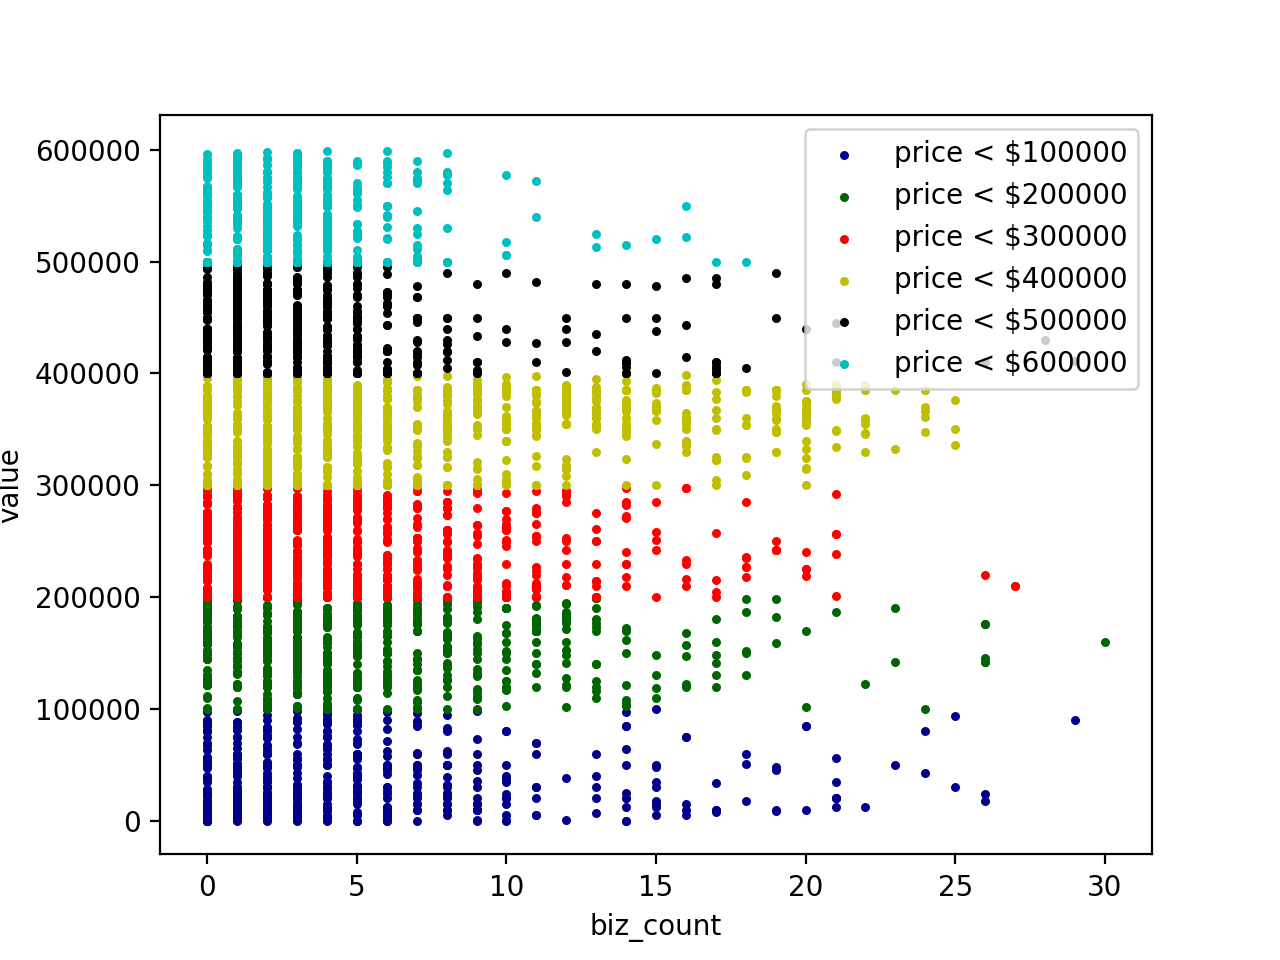 600000
500000
400000
300000
200000
100000
0
value
0 5 10 15 20 25 30
biz_count
price < $100000
price < $200000
price < $300000
price < $400000
price < $500000
price < $600000